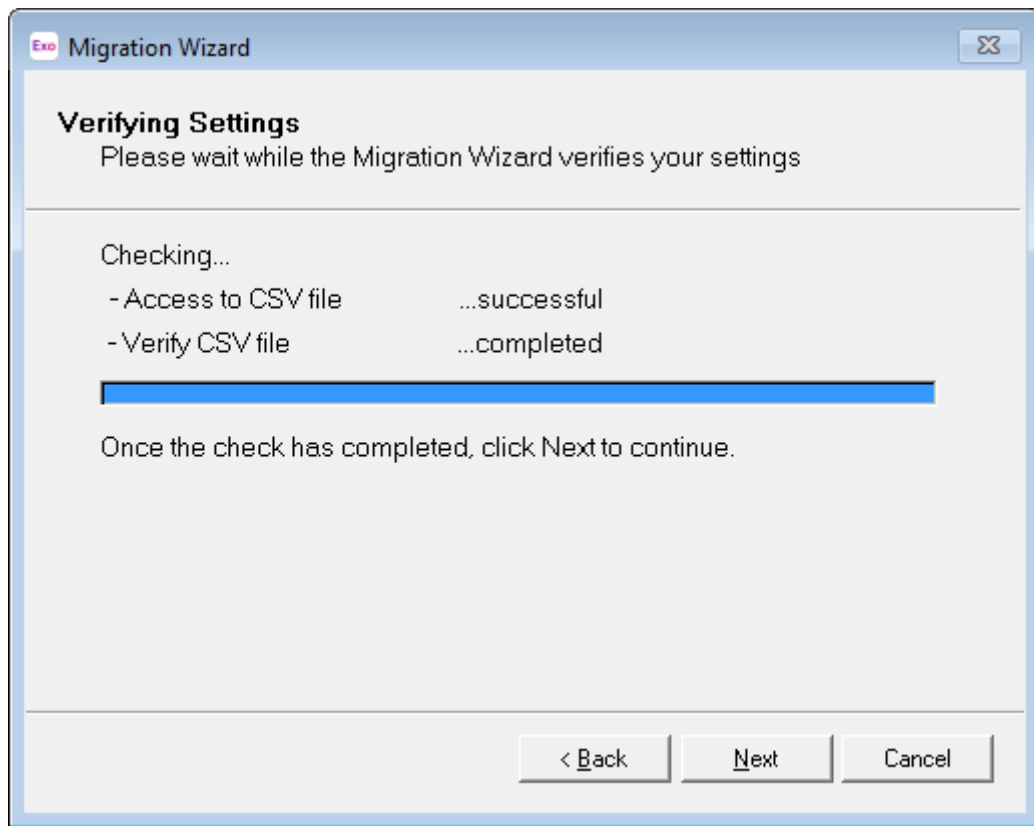 Exo Migration Wizard
Verifying Settings
Please wait while the Migration Wizard verifies your settings
Checking...
- Access to CSV file ...successful
- Verify CSV file ...completed
Once the check has completed, click Next to continue.
< Back Next Cancel